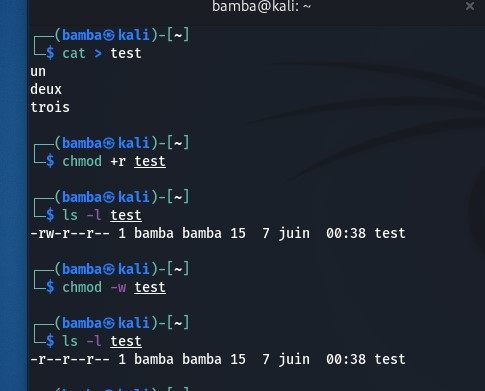 bamba@kali: ~
┌──(bamba㉿kali)-[~]
└─$ cat > test
un
deux
trois
┌──(bamba㉿kali)-[~]
└─$ chmod +r test
┌──(bamba㉿kali)-[~]
└─$ ls -l test
-rw-r--r-- 1 bamba bamba 15  7 juin  00:38 test
┌──(bamba㉿kali)-[~]
└─$ chmod -w test
┌──(bamba㉿kali)-[~]
└─$ ls -l test
-r--r--r-- 1 bamba bamba 15  7 juin  00:38 test